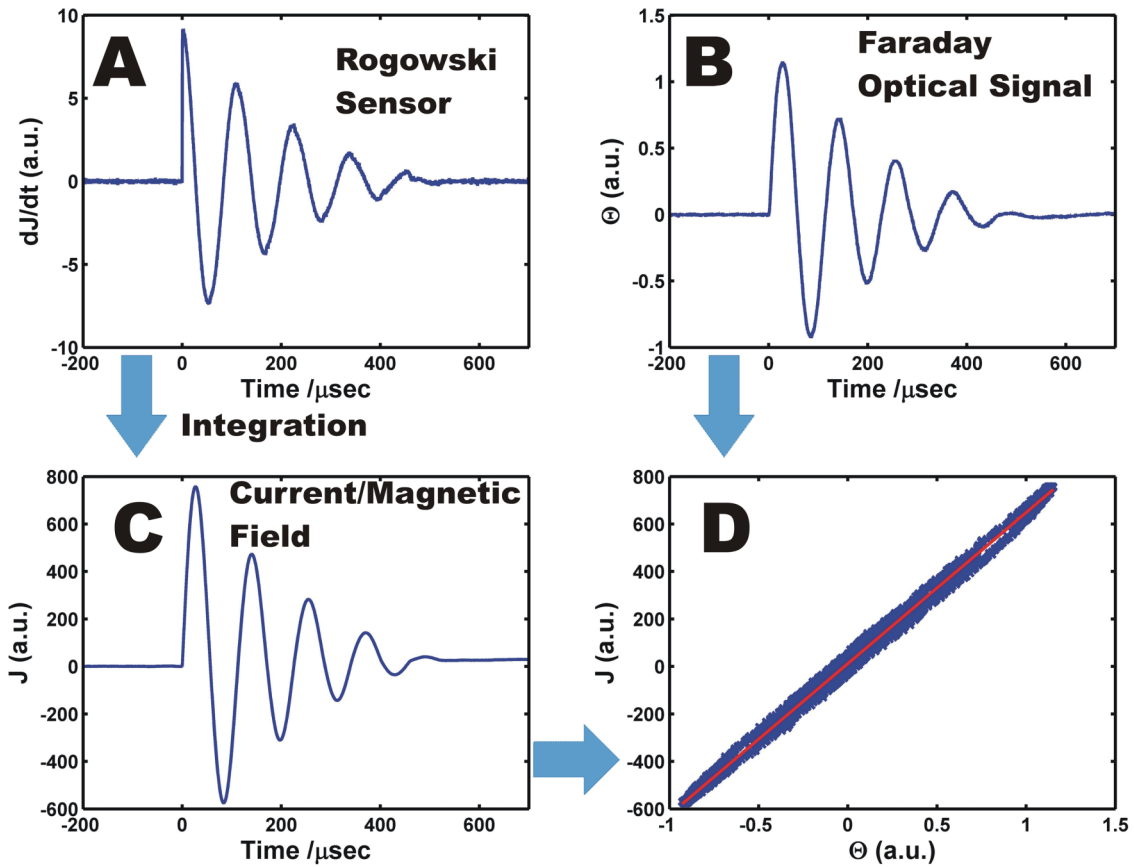 A
Rogowski
Sensor
10
5
0
-5
-10
dJ/dt (a.u.)
-200 0 200 400 600
Time /μsec
B
Faraday
Optical Signal
1.5
1
0.5
0
-0.5
-1
Θ (a.u.)
-200 0 200 400 600
Time /μsec
Integration
C
Current/Magnetic
Field
800
600
400
200
0
-200
-400
-600
J (a.u.)
-200 0 200 400 600
Time /μsec
D
800
600
400
200
0
-200
-400
-600
J (a.u.)
-1 -0.5 0 0.5 1 1.5
Θ (a.u.)